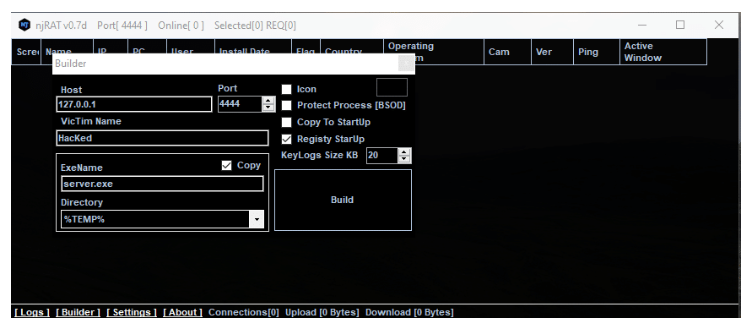 njRAT v0.7d Port[ 4444 ] Online[ 0 ] Selected[0] REQ[0]
Name IP PC User Install Date Flag Country Operating Cam Ver Ping Active Window
Builder
Host Port Icon
127.0.0.1 4444 Protect Process [BSOD]
VicTim Name Copy To StartUp
HacKed Registy StarUp
KeyLogs Size KB 20
ExeName Copy
server.exe
Directory Build
%TEMP%
[Logs ] [ Builder ] [ Settings ] [ About ] Connections[0] Upload [0 Bytes] Download [0 Bytes]